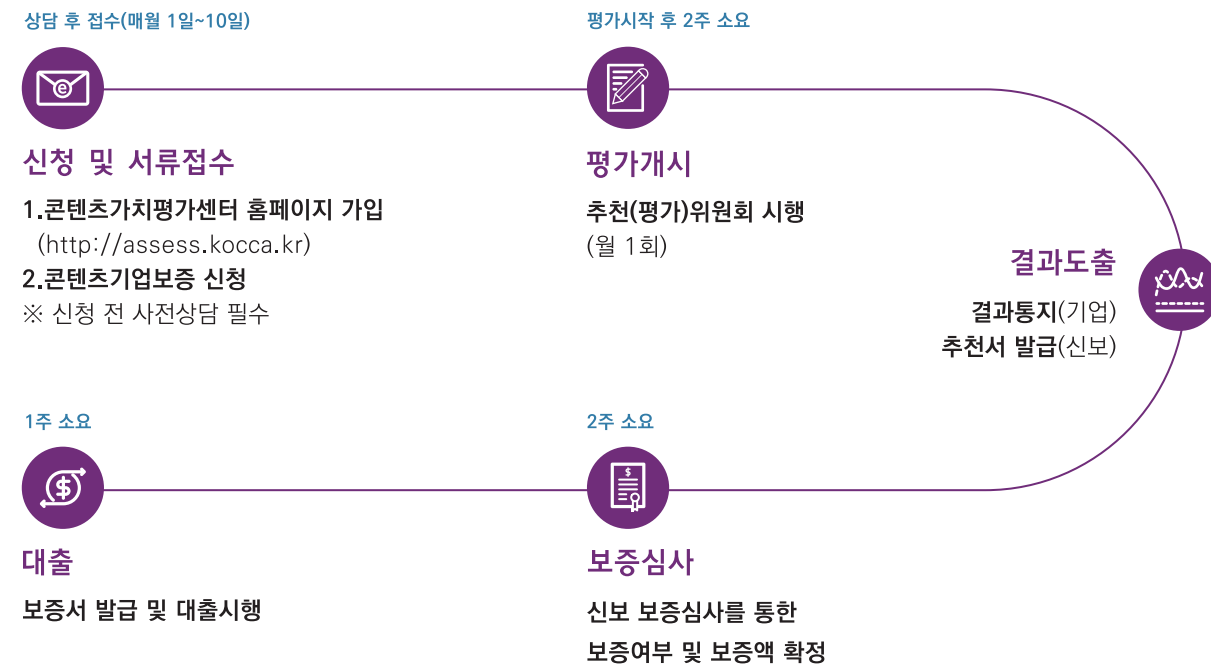 상담 후 접수(매월 1일~10일)
신청 및 서류접수
1.콘텐츠가치평가센터 홈페이지 가입
(http://assess.kocca.kr)
2.콘텐츠기업보증 신청
※ 신청 전 사전상담 필수
평가시작 후 2주 소요
평가개시
추천(평가)위원회 시행
(월 1회)
결과도출
결과통지(기업)
추천서 발급(신보)
2주 소요
보증심사
신보 보증심사를 통한
보증여부 및 보증액 확정
1주 소요
대출
보증서 발급 및 대출시행